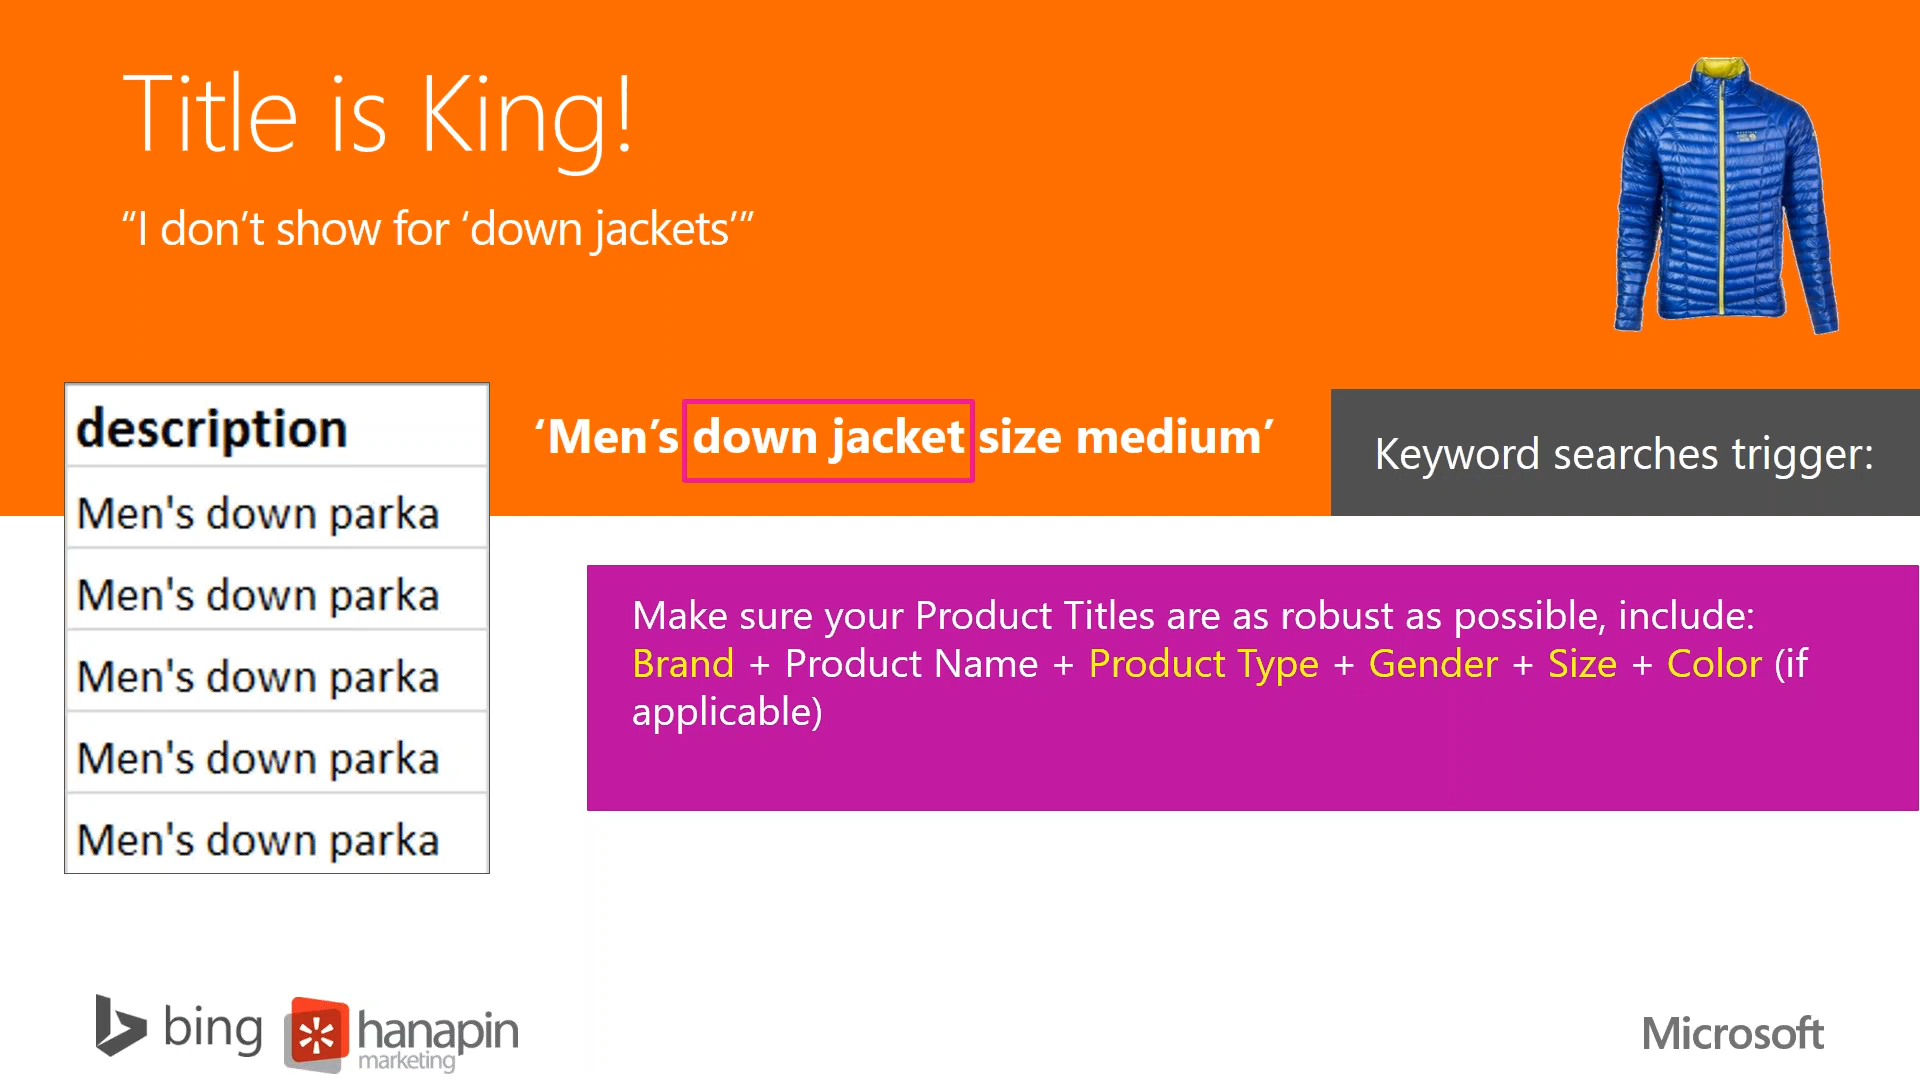 Title is King!
“I don’t show for ‘down jackets’”
description
Men's down parka
Men's down parka
Men's down parka
Men's down parka
Men's down parka
‘Men’s down jacket size medium’
Keyword searches trigger:
Make sure your Product Titles are as robust as possible, include:
Brand + Product Name + Product Type + Gender + Size + Color (if
applicable)
bing
hanapin
marketing
Microsoft